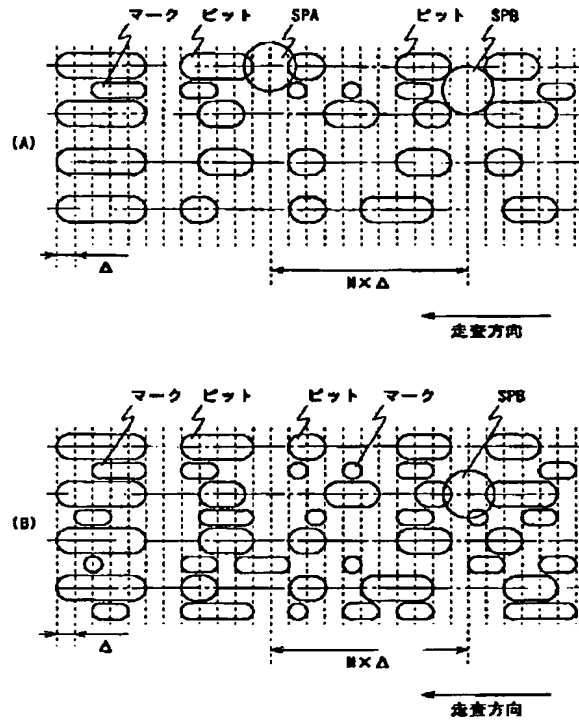 マーク ピット SPA ピット SPB
(A)
Δ
N×Δ
走査方向
マーク ピット ピット マーク SPB
(B)
Δ
N×Δ
走査方向